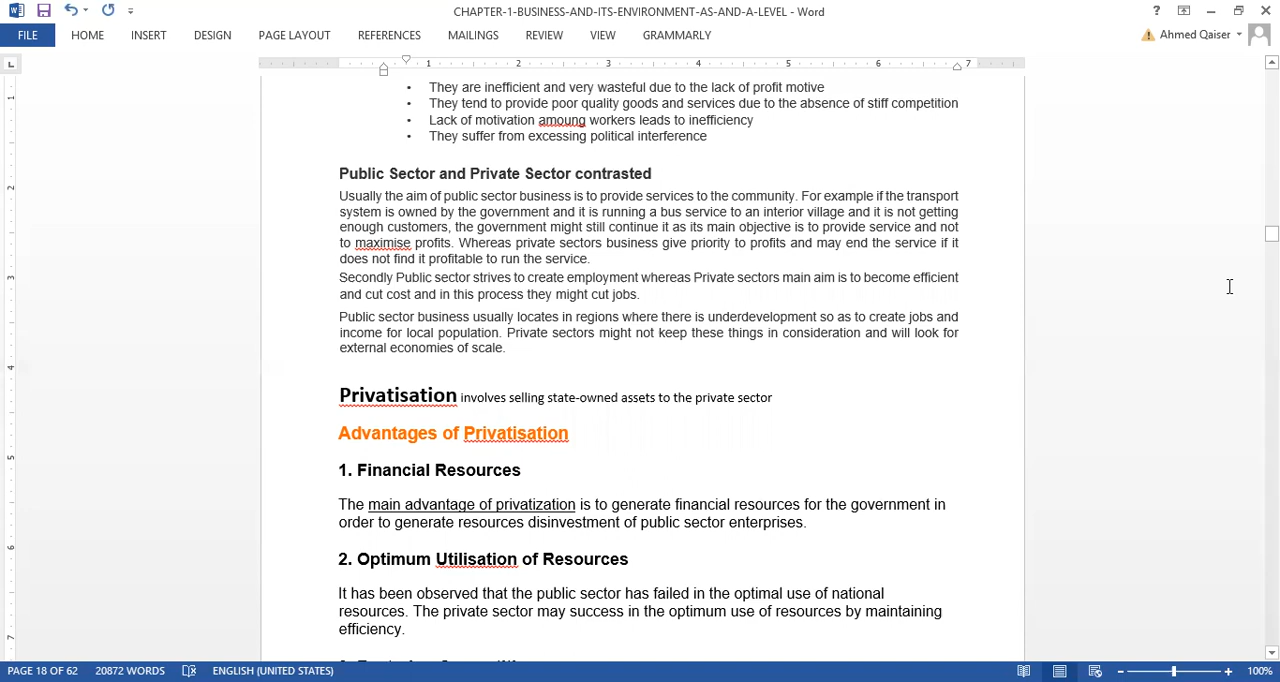 CHAPTER-1-BUSINESS-AND-ITS-ENVIRONMENT-AS-AND-A-LEVEL - Word
FILE HOME INSERT DESIGN PAGE LAYOUT REFERENCES MAILINGS REVIEW VIEW GRAMMARLY Ahmed Qaiser
1 2 3 4 5 6 7
• They are inefficient and very wasteful due to the lack of profit motive
• They tend to provide poor quality goods and services due to the absence of stiff competition
• Lack of motivation amoung workers leads to inefficiency
• They suffer from excessing political interference
Public Sector and Private Sector contrasted
Usually the aim of public sector business is to provide services to the community. For example if the transport
system is owned by the government and it is running a bus service to an interior village and it is not getting
enough customers, the government might still continue it as its main objective is to provide service and not
to maximise profits. Whereas private sectors business give priority to profits and may end the service if it
does not find it profitable to run the service.
Secondly Public sector strives to create employment whereas Private sectors main aim is to become efficient
and cut cost and in this process they might cut jobs.
Public sector business usually locates in regions where there is underdevelopment so as to create jobs and
income for local population. Private sectors might not keep these things in consideration and will look for
external economies of scale.
Privatisation involves selling state-owned assets to the private sector
Advantages of Privatisation
1. Financial Resources
The main advantage of privatization is to generate financial resources for the government in
order to generate resources disinvestment of public sector enterprises.
2. Optimum Utilisation of Resources
It has been observed that the public sector has failed in the optimal use of national
resources. The private sector may success in the optimum use of resources by maintaining
efficiency.
PAGE 18 OF 62 20872 WORDS ENGLISH (UNITED STATES) 100%